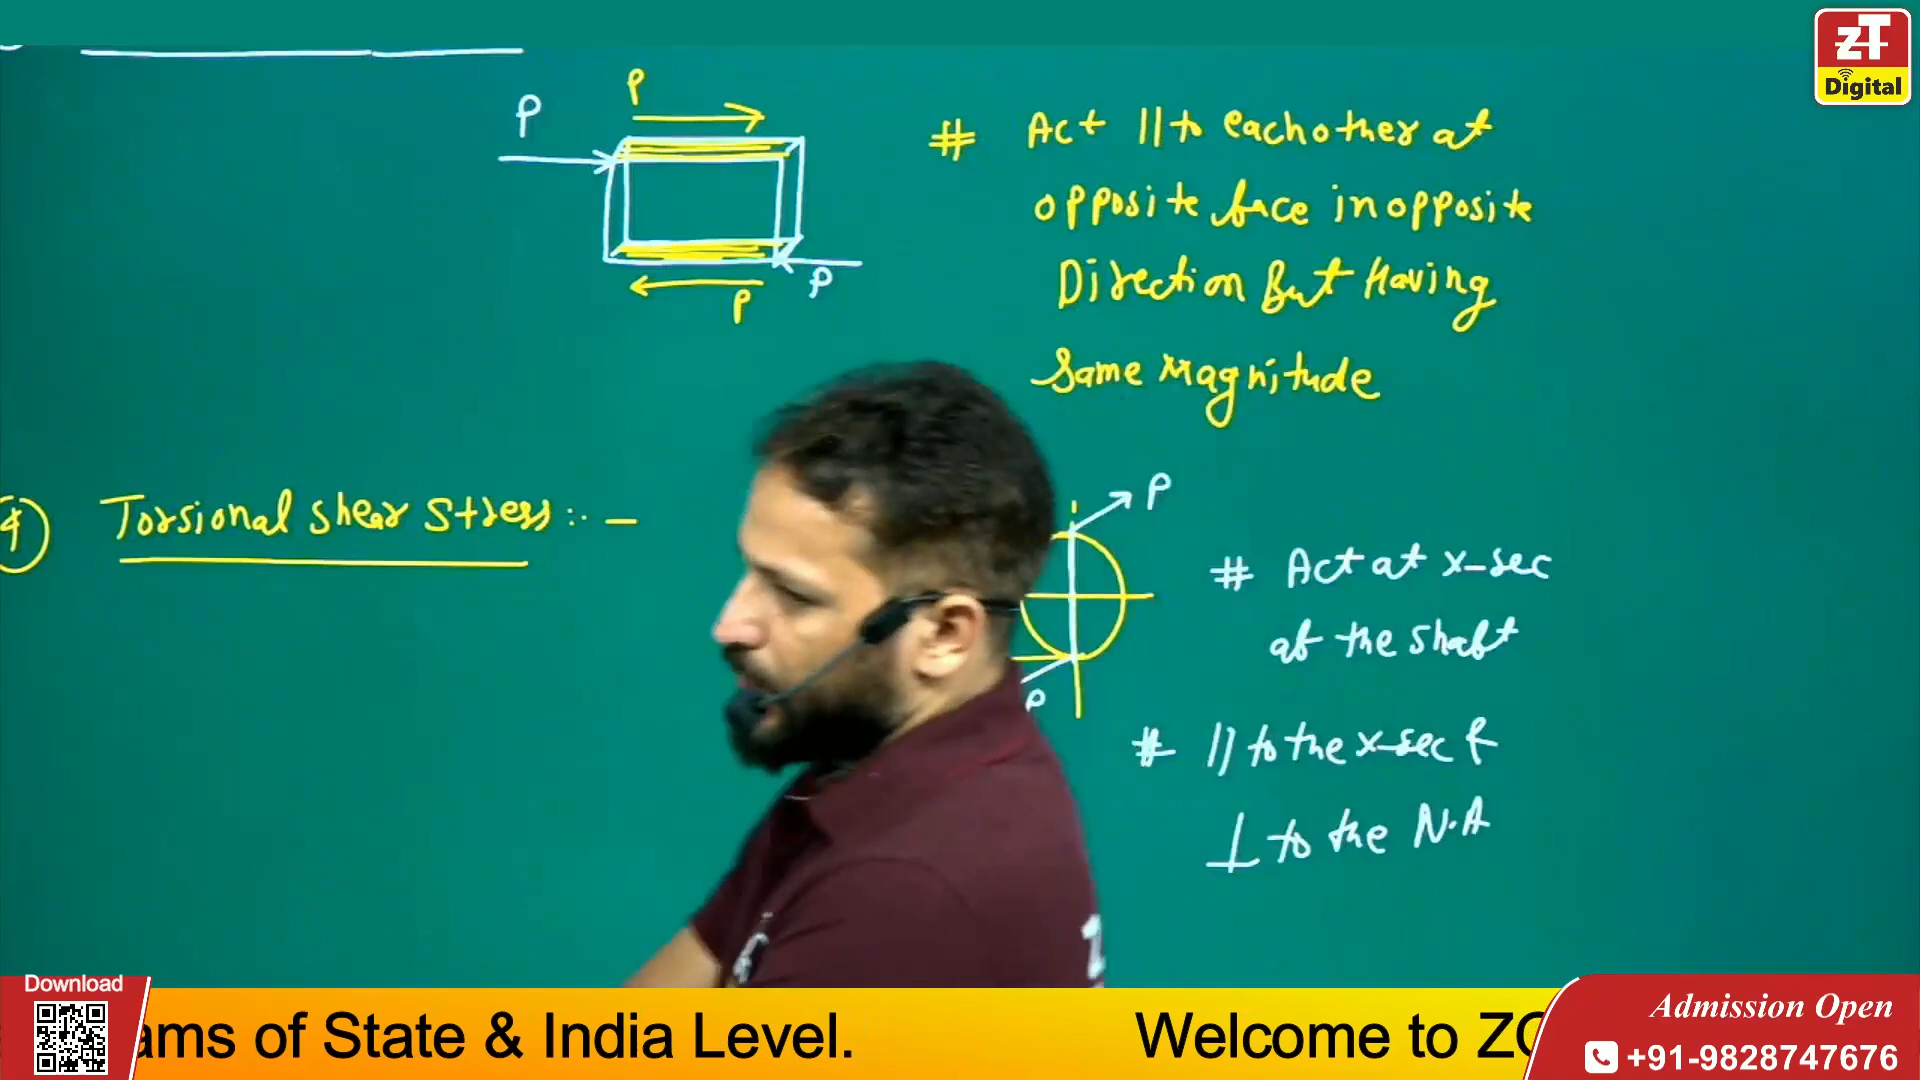 ZT
Digital
P
P
P
P
# Act || to each other at
opposite face in opposite
Direction But Having
Same Magnitude
4 Torsional shear stress :- 
P
P
# Act at x-sec
of the shaft
# || to the x-sec &
⊥ to the N.A
Download
ams of State & India Level.
Welcome to ZC
Admission Open
+91-9828747676